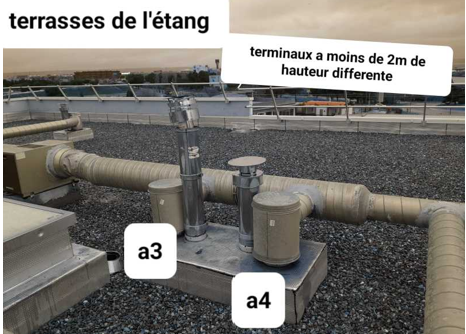 terrasses de l'étang
terminaux a moins de 2m de
hauteur differente
a3
a4